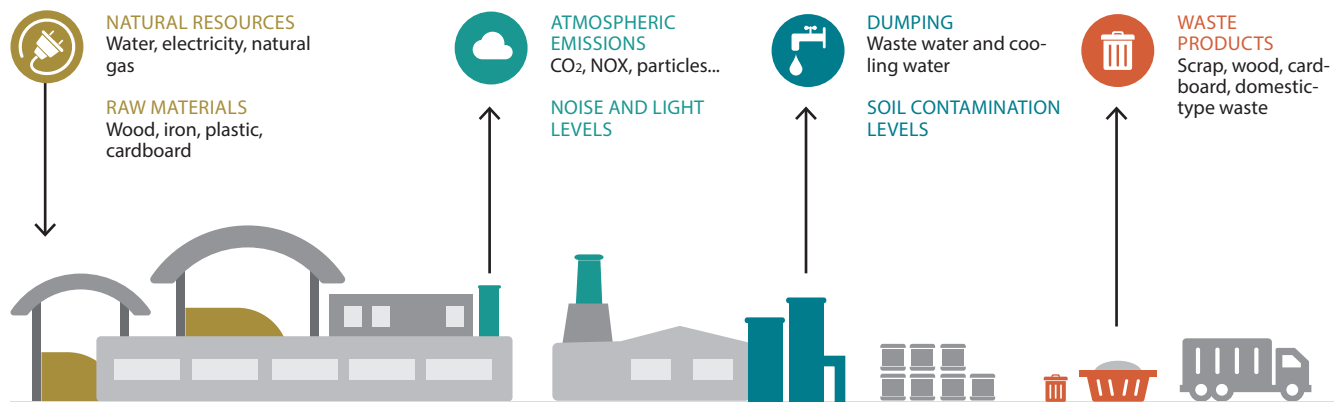 NATURAL RESOURCES
Water, electricity, natural
gas
RAW MATERIALS
Wood, iron, plastic,
cardboard
ATMOSPHERIC
EMISSIONS
CO₂, NOX, particles...
NOISE AND LIGHT
LEVELS
DUMPING
Waste water and coo-
ling water
SOIL CONTAMINATION
LEVELS
WASTE
PRODUCTS
Scrap, wood, card-
board, domestic-
type waste